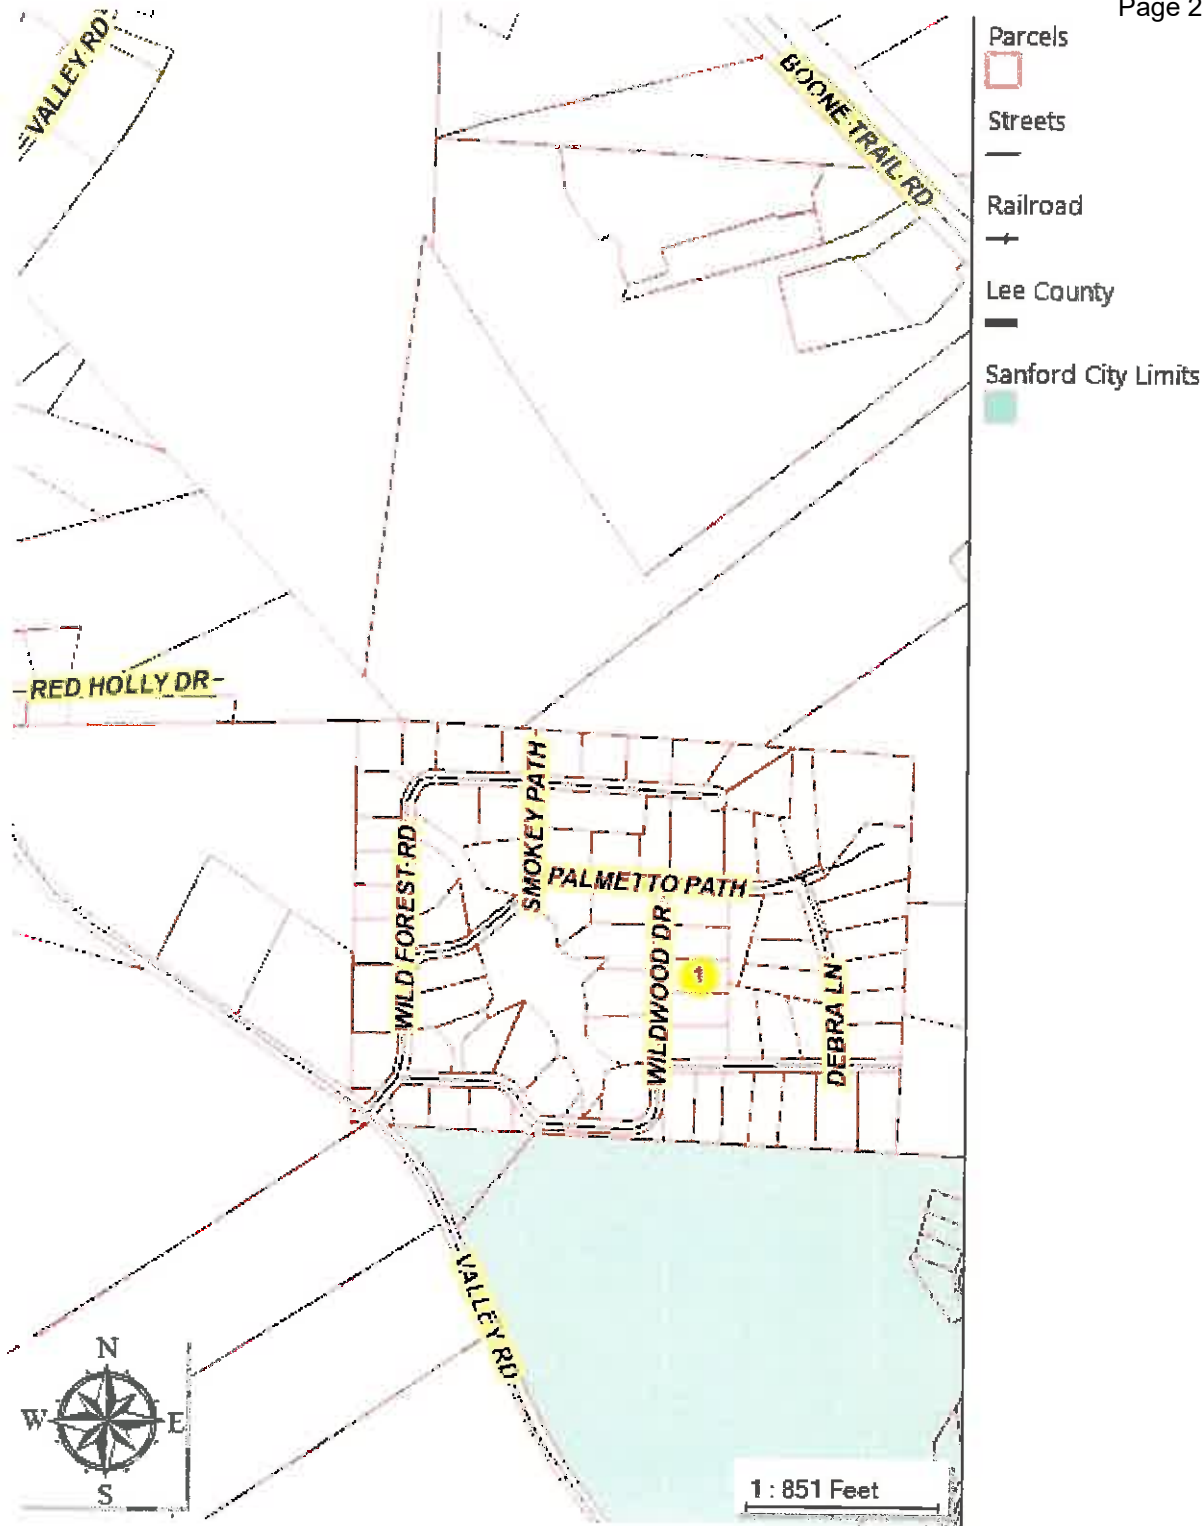 Page 2
Parcels
Streets
Railroad
Lee County
Sanford City Limits
VALLEY RD
BOONE TRAIL RD
RED HOLLY DR
SMOKEY PATH
WILD FOREST RD
PALMETTO PATH
WILDWOOD DR
1
DEBRA LN
VALLEY RD
N
W E
S
1 : 851 Feet